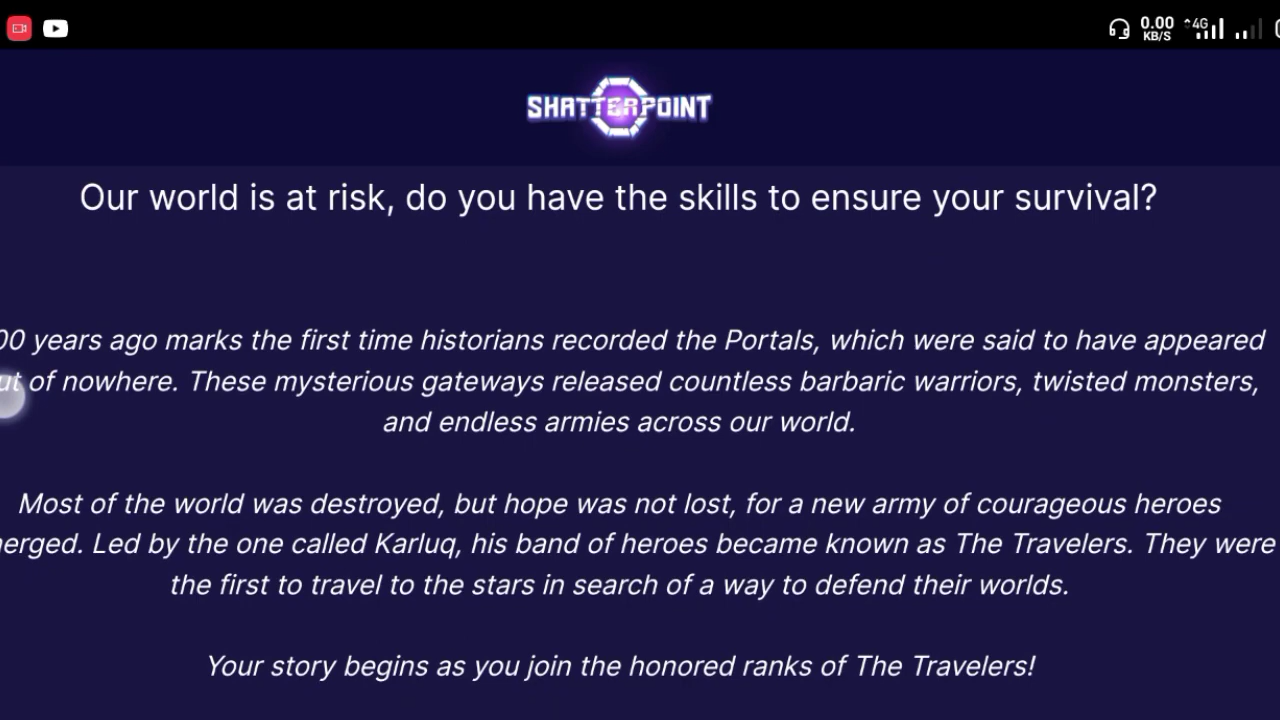 0.00
KB/S
4G
SHATTERPOINT
Our world is at risk, do you have the skills to ensure your survival?
00 years ago marks the first time historians recorded the Portals, which were said to have appeared
ut of nowhere. These mysterious gateways released countless barbaric warriors, twisted monsters,
and endless armies across our world.
Most of the world was destroyed, but hope was not lost, for a new army of courageous heroes
erged. Led by the one called Karluq, his band of heroes became known as The Travelers. They were
the first to travel to the stars in search of a way to defend their worlds.
Your story begins as you join the honored ranks of The Travelers!